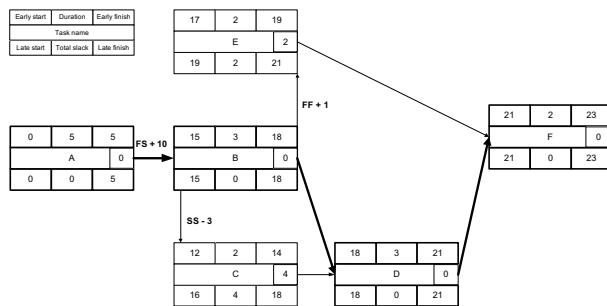 Early start Duration Early finish
Task name
Late start Total slack Late finish
17 2 19
E 2
19 2 21
FF + 1
0 5 5
A 0
0 0 5
FS + 10
15 3 18
B 0
15 0 18
21 2 23
F 0
21 0 23
SS - 3
12 2 14
C 4
16 4 18
18 3 21
D 0
18 0 21